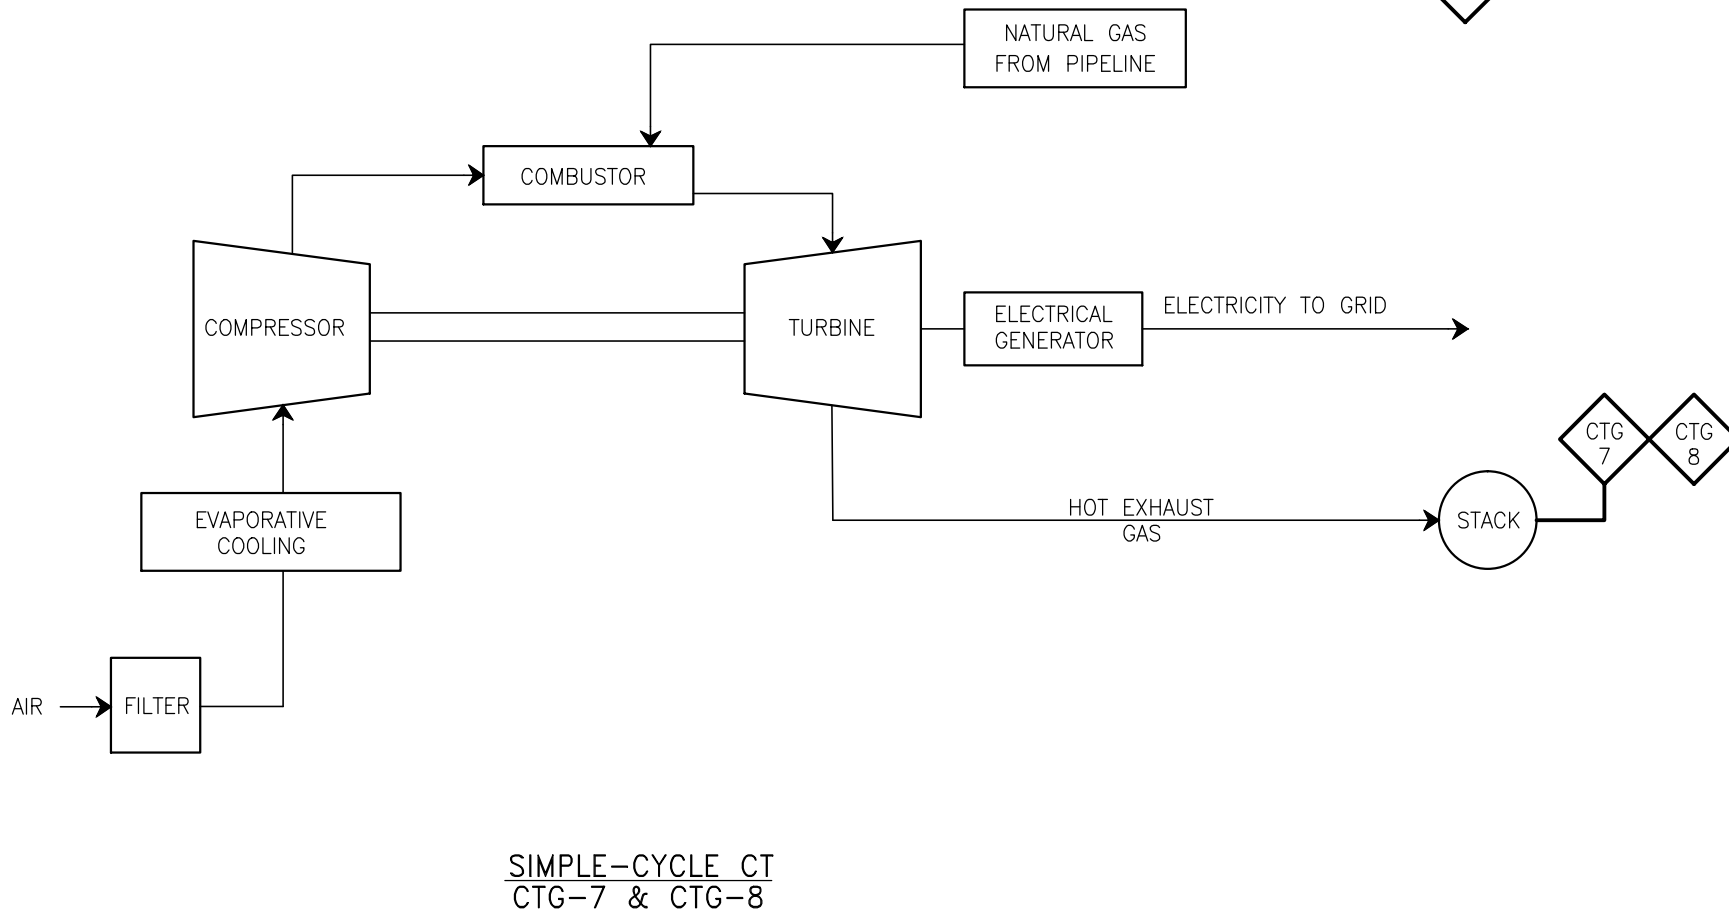 NATURAL GAS
FROM PIPELINE
COMBUSTOR
COMPRESSOR
TURBINE
ELECTRICAL
GENERATOR
ELECTRICITY TO GRID
CTG
7
CTG
8
EVAPORATIVE
COOLING
HOT EXHAUST
GAS
STACK
AIR
FILTER
SIMPLE-CYCLE CT
CTG-7 & CTG-8